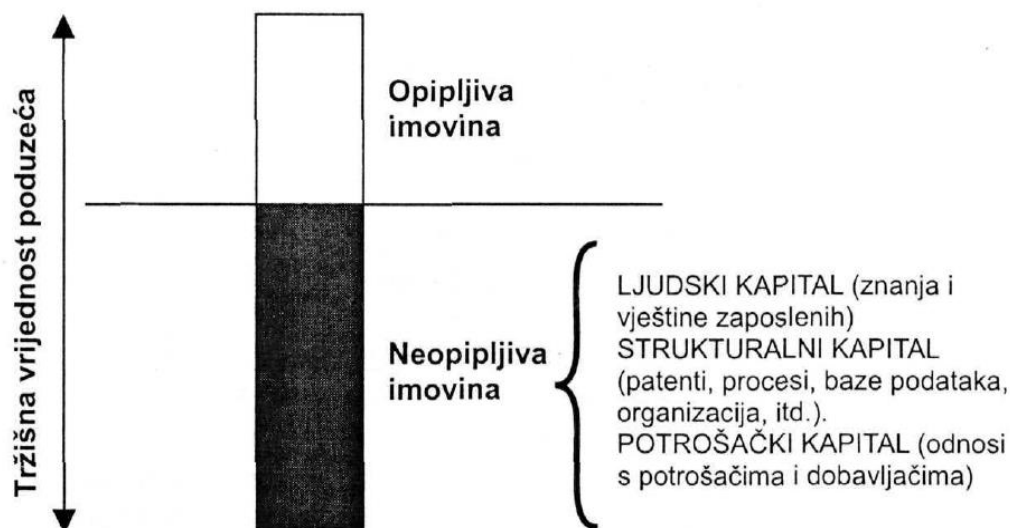 Tržišna vrijednost poduzeća
Opipljiva
imovina
Neopipljiva
imovina
LJUDSKI KAPITAL (znanja i
vještine zaposlenih)
STRUKTURALNI KAPITAL
(patenti, procesi, baze podataka,
organizacija, itd.).
POTROŠAČKI KAPITAL (odnosi
s potrošačima i dobavljačima)